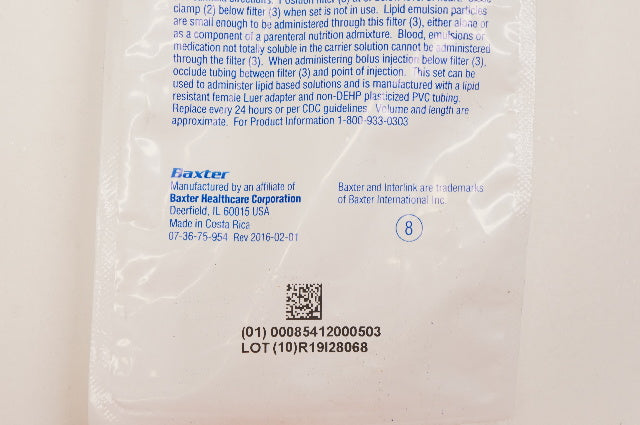 clamp (2) below filter (3) when set is not in use. Lipid emulsion particles
are small enough to be administered through this filter (3), either alone or
as a component of a parenteral nutrition admixture. Blood, emulsions or
medication not totally soluble in the carrier solution cannot be administered
through the filter (3). When administering bolus injection below filter (3),
occlude tubing between filter (3) and point of injection. This set can be
used to administer lipid based solutions and is manufactured with a lipid
resistant female Luer adapter and non-DEHP plasticized PVC tubing.
Replace every 24 hours or per CDC guidelines. Volume and length are
approximate. For Product Information 1-800-933-0303
Baxter
Manufactured by an affiliate of
Baxter Healthcare Corporation
Deerfield, IL 60015 USA
Made in Costa Rica
07-36-75-954 Rev 2016-02-01
Baxter and Interlink are trademarks
of Baxter International Inc.
8
(01) 00085412000503
LOT (10)R19I28068